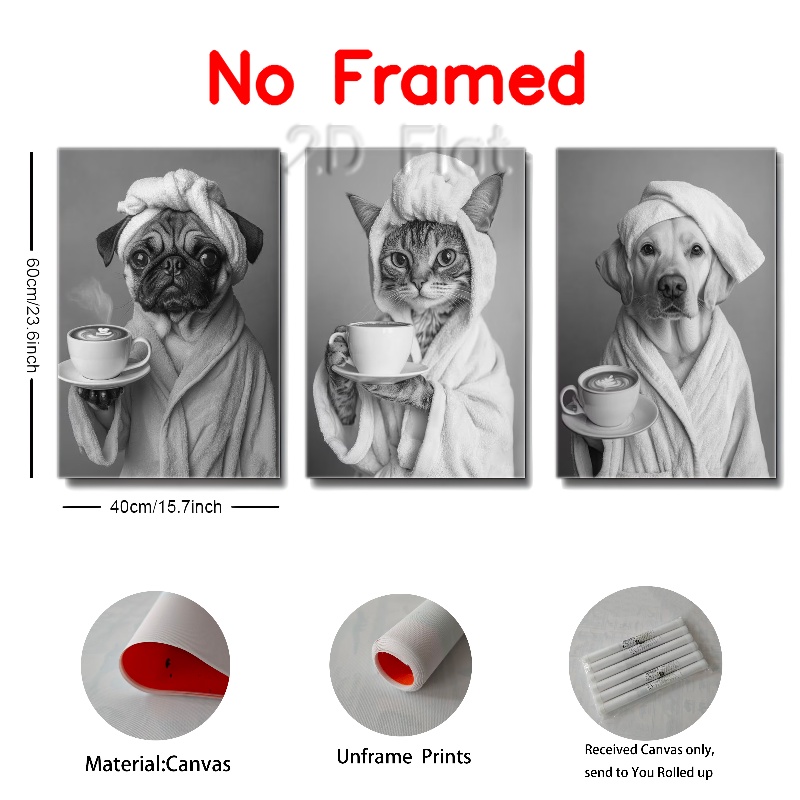 No Framed
2D Flat
60cm/23.6inch
40cm/15.7inch
Material:Canvas
Unframe Prints
Received Canvas only,
send to You Rolled up